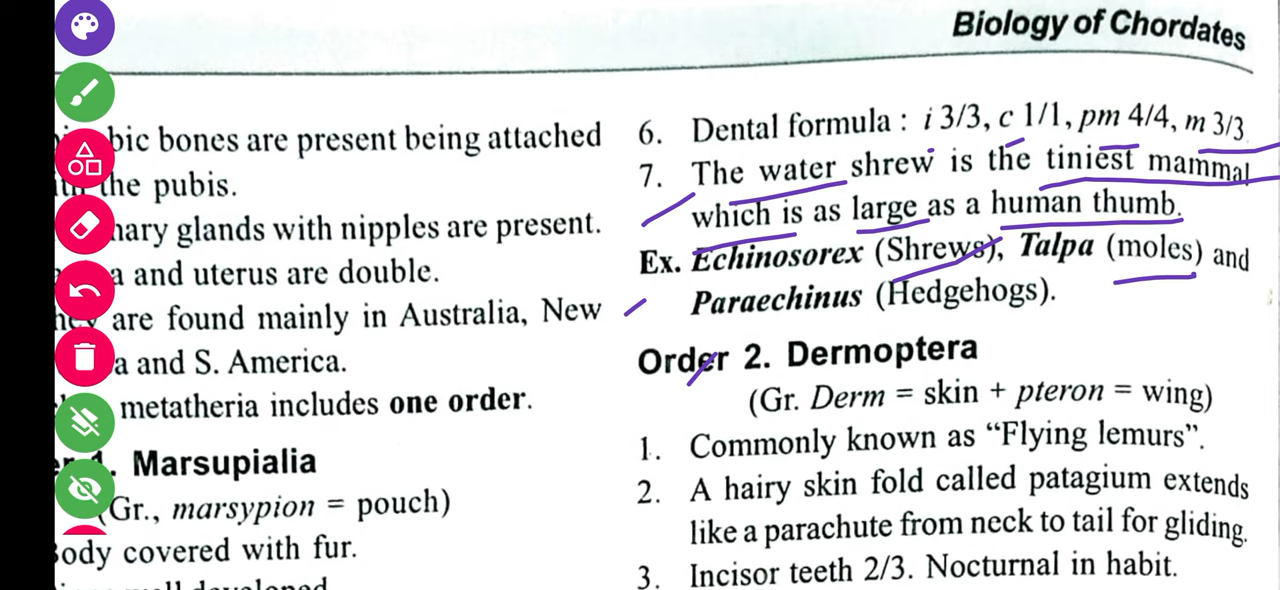 Biology of Chordates
bic bones are present being attached
the pubis.
glands with nipples are present.
and uterus are double.
are found mainly in Australia, New
and S. America.
metatheria includes one order.
1. Marsupialia
(Gr., marsypion = pouch)
covered with fur.
6. Dental formula : i 3/3, c 1/1, pm 4/4, m 3/3.
7. The water shrew is the tiniest mammal
which is as large as a human thumb.
Ex. Echinosorex (Shrews), Talpa (moles) and
Paraechinus (Hedgehogs).
Order 2. Dermoptera
(Gr. Derm = skin + pteron = wing)
1. Commonly known as “Flying lemurs”.
2. A hairy skin fold called patagium extends
like a parachute from neck to tail for gliding.
3. Incisor teeth 2/3. Nocturnal in habit.